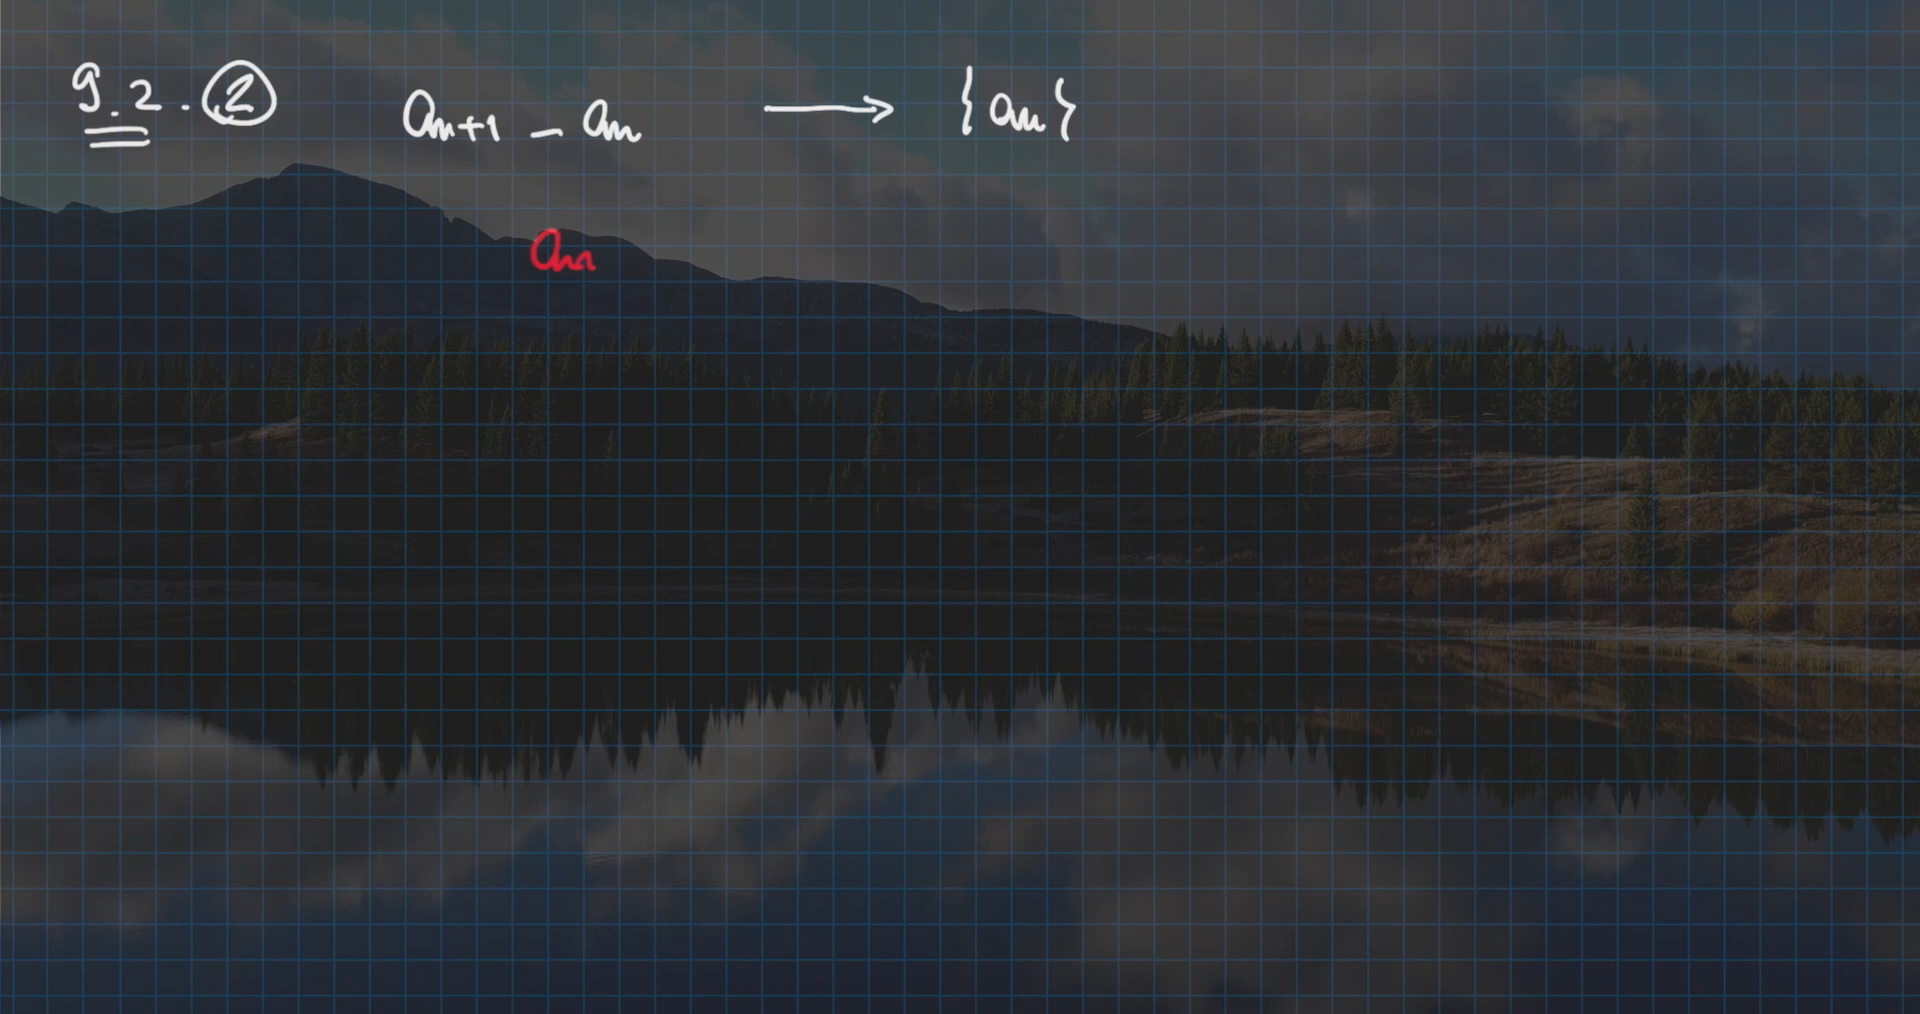 9.2.② aₙ₊₁ - aₙ → {aₙ}
aₙ